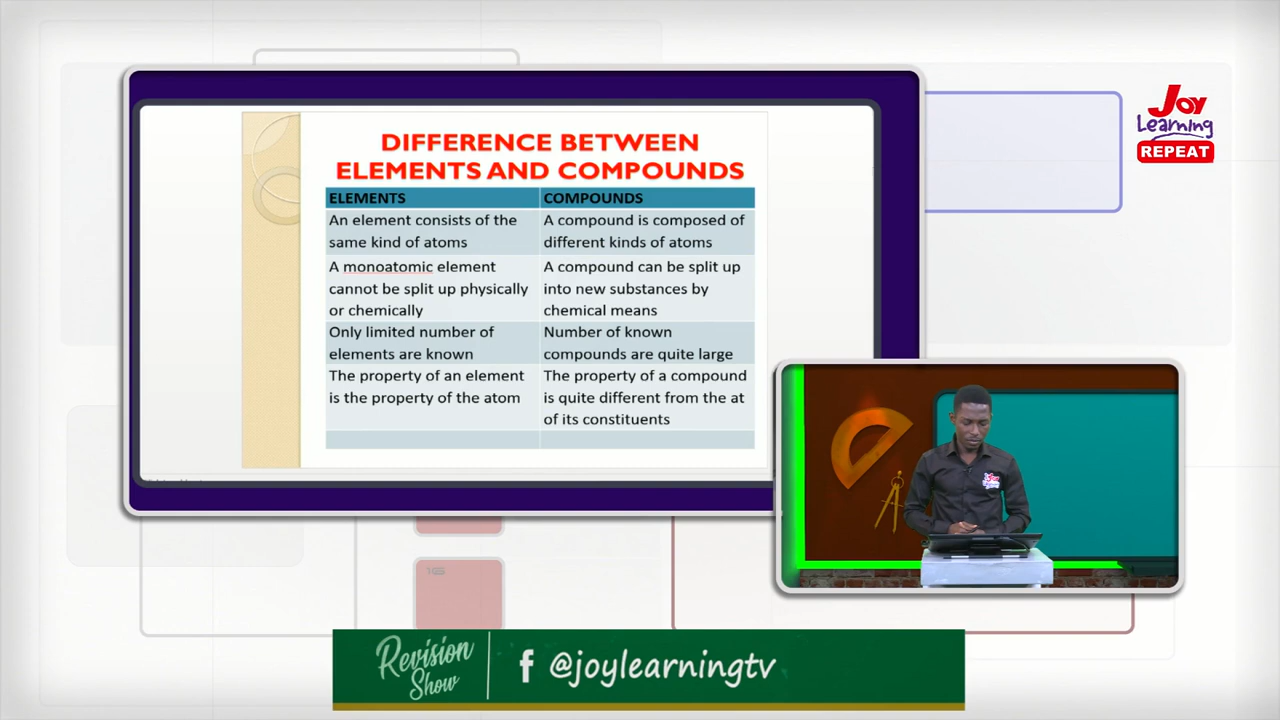 DIFFERENCE BETWEEN
ELEMENTS AND COMPOUNDS
ELEMENTS
COMPOUNDS
An element consists of the
same kind of atoms
A compound is composed of
different kinds of atoms
A monoatomic element
cannot be split up physically
or chemically
A compound can be split up
into new substances by
chemical means
Only limited number of
elements are known
Number of known
compounds are quite large
The property of an element
is the property of the atom
The property of a compound
is quite different from the at
of its constituents
Joy
Learning
REPEAT
Revision
Show
f @joylearningtv